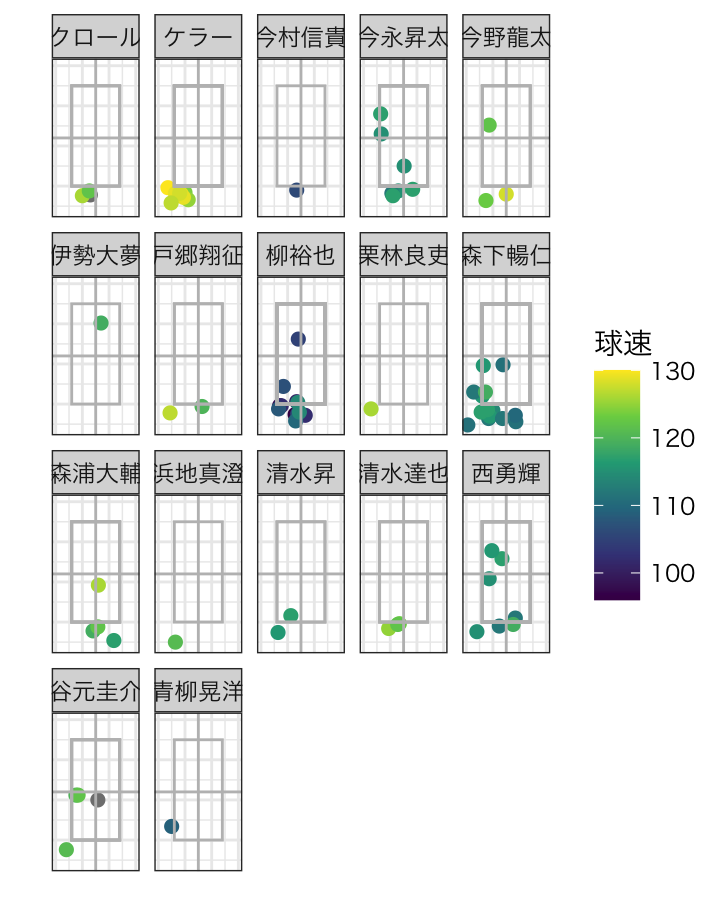 クロール
ケラー
今村信貴
今永昇太
今野龍太
伊勢大夢
戸郷翔征
柳裕也
栗林良吏
森下暢仁
森浦大輔
浜地真澄
清水昇
清水達也
西勇輝
谷元圭介
青柳晃洋
球速
130
120
110
100